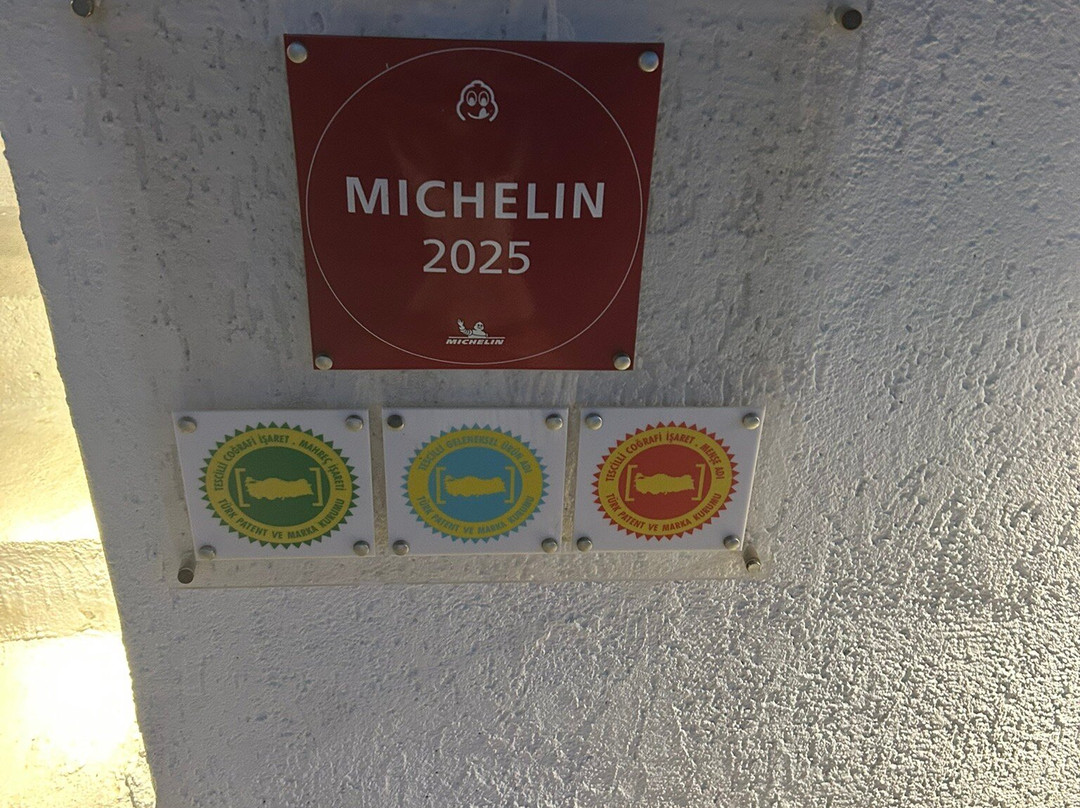 MICHELIN
2025
MICHELIN
TESCİLLİ COĞRAFİ İŞARET . MAHREÇ İŞARETİ
TÜRK PATENT VE MARKA KURUMU
TESCİLLİ GELENEKSEL ÜRÜN ADI
TÜRK PATENT VE MARKA KURUMU
TESCİLLİ COĞRAFİ İŞARET . MENŞE ADI
TÜRK PATENT VE MARKA KURUMU